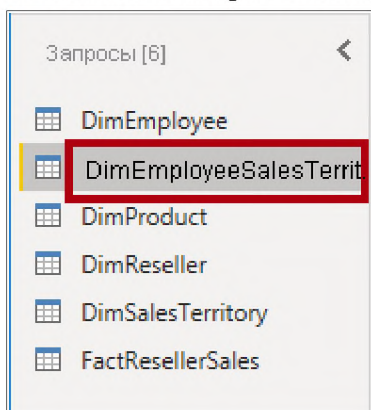 Запросы [6]
DimEmployee
DimEmployeeSalesTerrit
DimProduct
DimReseller
DimSalesTerritory
FactResellerSales